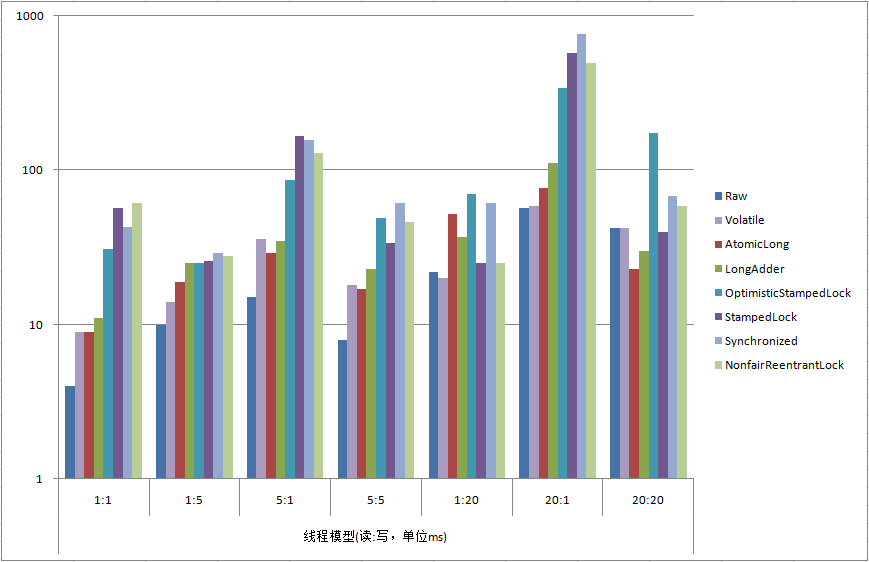 1000
100
10
1
1:1
1:5
5:1
5:5
1:20
20:1
20:20
线程模型(读:写，单位ms)
Raw
Volatile
AtomicLong
LongAdder
OptimisticStampedLock
StampedLock
Synchronized
NonfairReentrantLock